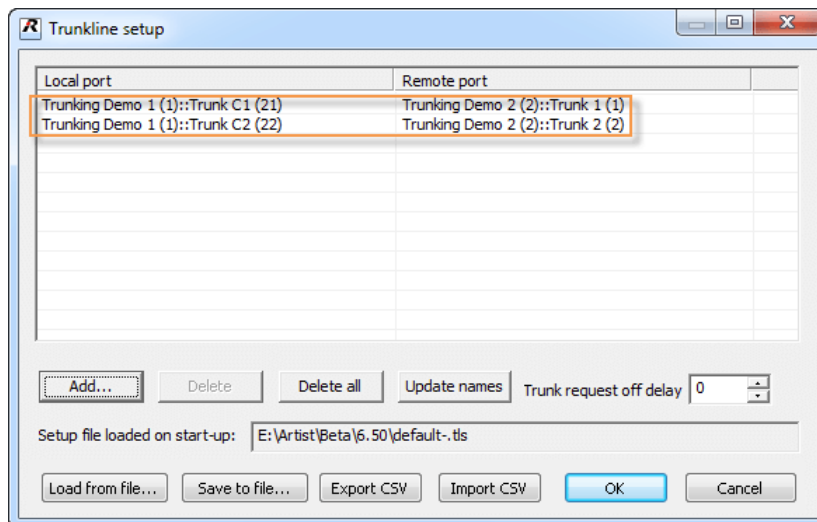 Trunkline setup
Local port Remote port
Trunking Demo 1 (1)::Trunk C1 (21) Trunking Demo 2 (2)::Trunk 1 (1)
Trunking Demo 1 (1)::Trunk C2 (22) Trunking Demo 2 (2)::Trunk 2 (2)
Add... Delete Delete all Update names Trunk request off delay 0
Setup file loaded on start-up: E:\Artist\Beta\6.50\default-.tls
Load from file... Save to file... Export CSV Import CSV OK Cancel